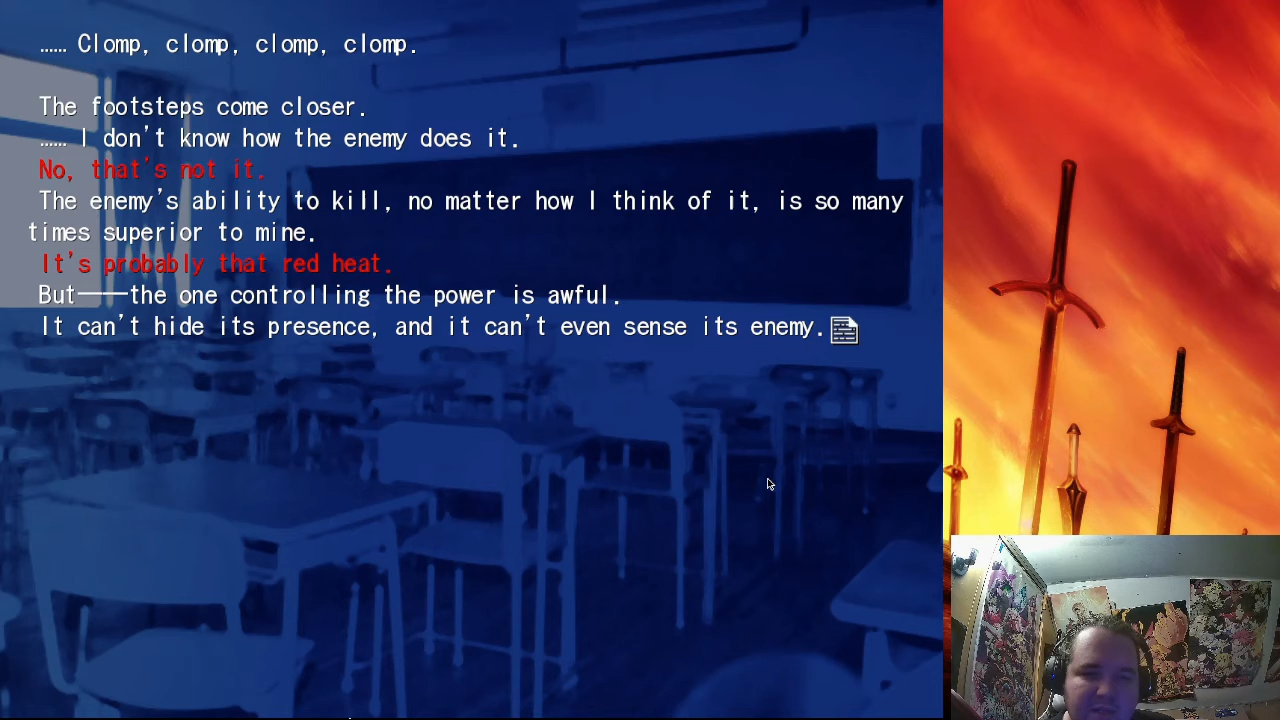 …… Clomp, clomp, clomp, clomp.
The footsteps come closer.
…… I don't know how the enemy does it.
No, that's not it.
The enemy's ability to kill, no matter how I think of it, is so many
times superior to mine.
It's probably that red heat.
But――the one controlling the power is awful.
It can't hide its presence, and it can't even sense its enemy.